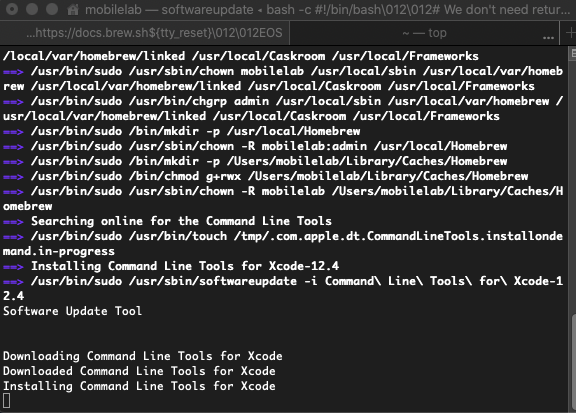 mobilelab — softwareupdate ◂ bash -c #!/bin/bash\012\012# We don't need retur...
...https://docs.brew.sh${tty_reset}\012\012EOS
~ — top
...
+
/local/var/homebrew/linked /usr/local/Caskroom /usr/local/Frameworks
==> /usr/bin/sudo /usr/sbin/chown mobilelab /usr/local/sbin /usr/local/var/homeb
rew /usr/local/var/homebrew/linked /usr/local/Caskroom /usr/local/Frameworks
==> /usr/bin/sudo /usr/bin/chgrp admin /usr/local/sbin /usr/local/var/homebrew /
usr/local/var/homebrew/linked /usr/local/Caskroom /usr/local/Frameworks
==> /usr/bin/sudo /bin/mkdir -p /usr/local/Homebrew
==> /usr/bin/sudo /usr/sbin/chown -R mobilelab:admin /usr/local/Homebrew
==> /usr/bin/sudo /bin/mkdir -p /Users/mobilelab/Library/Caches/Homebrew
==> /usr/bin/sudo /bin/chmod g+rwx /Users/mobilelab/Library/Caches/Homebrew
==> /usr/bin/sudo /usr/sbin/chown -R mobilelab /Users/mobilelab/Library/Caches/H
omebrew
==> Searching online for the Command Line Tools
==> /usr/bin/sudo /usr/bin/touch /tmp/.com.apple.dt.CommandLineTools.installonde
mand.in-progress
==> Installing Command Line Tools for Xcode-12.4
==> /usr/bin/sudo /usr/sbin/softwareupdate -i Command\ Line\ Tools\ for\ Xcode-1
2.4
Software Update Tool
Downloading Command Line Tools for Xcode
Downloaded Command Line Tools for Xcode
Installing Command Line Tools for Xcode